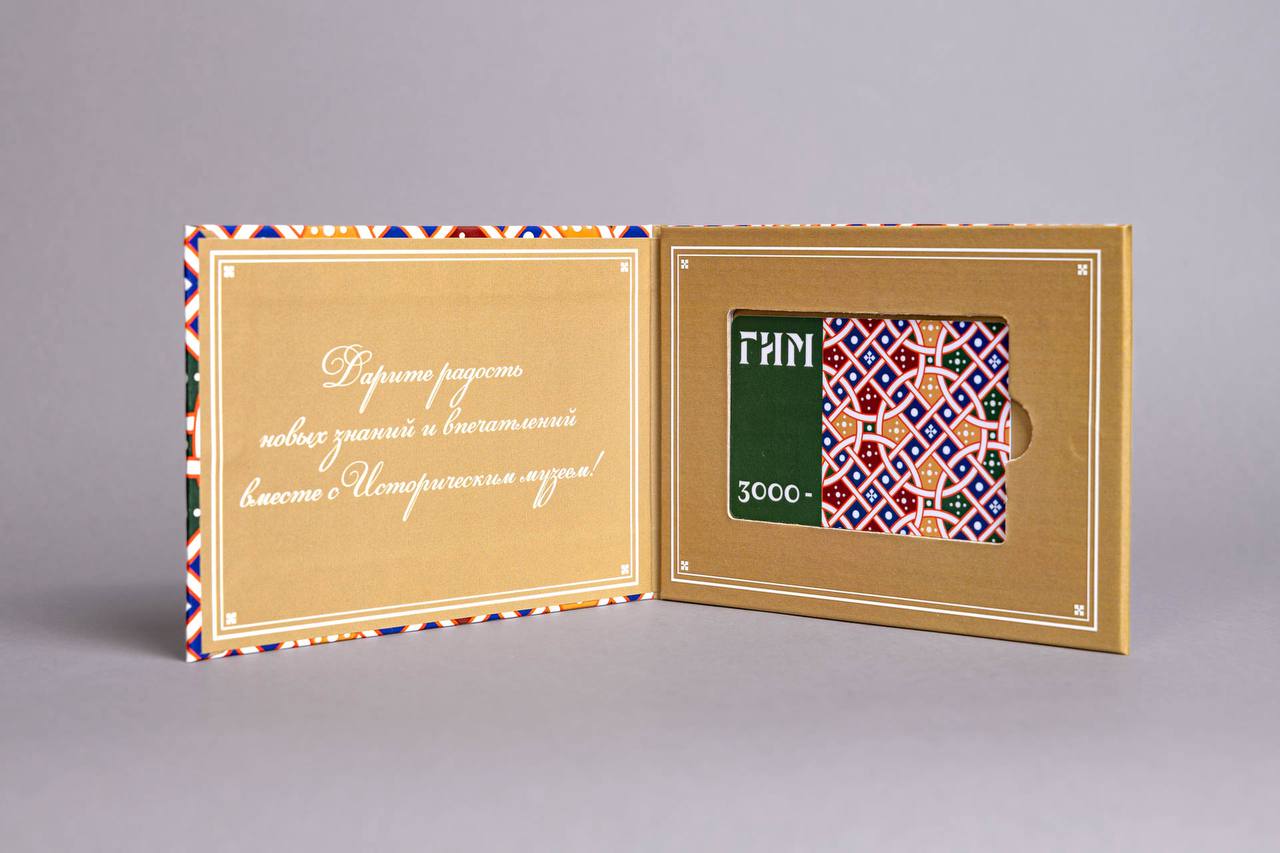 Дарите радость
новых знаний и впечатлений
вместе с Историческим музеем!
ГИМ
3000-